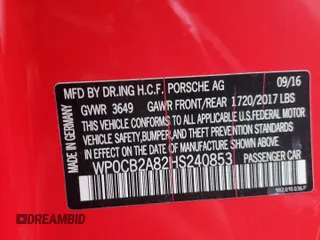 MFD BY DR.ING H.C.F. PORSCHE AG 09/16
GVWR 3649 GAWR FRONT/REAR 1720/2017 LBS
THIS VEHICLE CONFORMS TO ALL APPLICABLE U.S.FEDERAL MOTOR
VEHICLE SAFETY,BUMPER,AND THEFT PREVENTION STANDARDS
IN EFFECT ON THE DATE OF MANUFACTURE SHOWN ABOVE.
WP0CB2A82HS240853 PASSENGER CAR
MADE IN GERMANY
DREAMBID